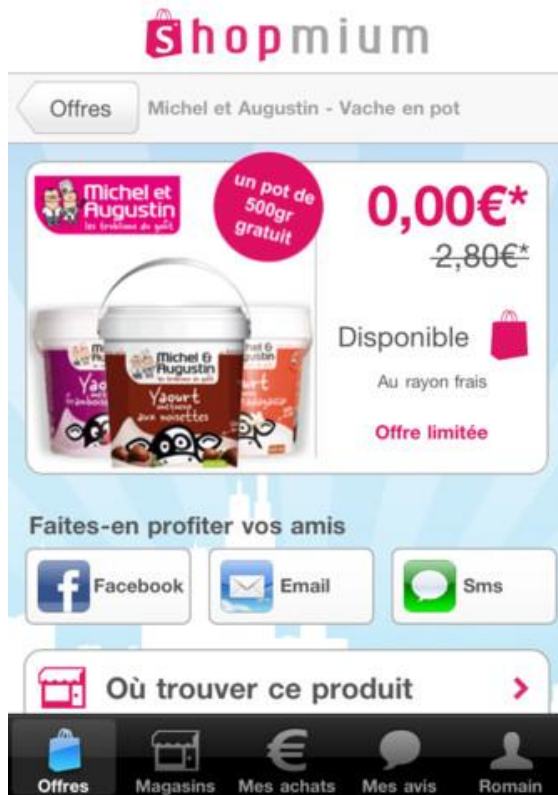 shopmium
Offres
Michel et Augustin - Vache en pot
Michel et
Augustin
les trublions du goût
un pot de
500gr
gratuit
0,00€*
2,80€*
Disponible
Au rayon frais
Offre limitée
Michel &
Augustin
Yaourt
aux noisettes
Faites-en profiter vos amis
Facebook
Email
Sms
Où trouver ce produit
Offres
Magasins
Mes achats
Mes avis
Romain